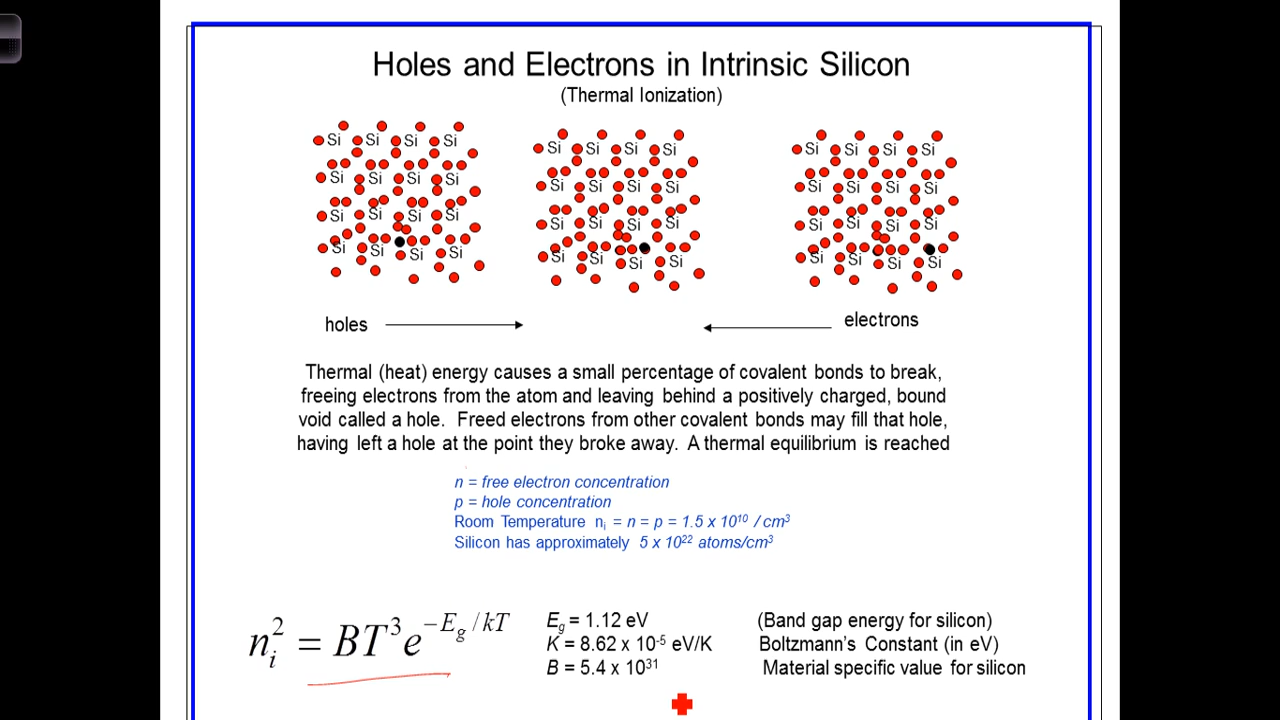 Holes and Electrons in Intrinsic Silicon
(Thermal Ionization)
Si Si Si Si Si Si Si Si Si Si Si Si
Si Si Si Si Si Si Si Si Si Si Si Si
Si Si Si Si Si Si Si Si Si Si Si Si
Si Si Si Si Si Si Si Si Si Si Si Si
holes electrons
Thermal (heat) energy causes a small percentage of covalent bonds to break,
freeing electrons from the atom and leaving behind a positively charged, bound
void called a hole. Freed electrons from other covalent bonds may fill that hole,
having left a hole at the point they broke away. A thermal equilibrium is reached
n = free electron concentration
p = hole concentration
Room Temperature nᵢ = n = p = 1.5 x 10¹⁰ / cm³
Silicon has approximately 5 x 10²² atoms/cm³
nᵢ² = BT³e^(−E_g/kT)
E_g = 1.12 eV (Band gap energy for silicon)
K = 8.62 x 10⁻⁵ eV/K Boltzmann's Constant (in eV)
B = 5.4 x 10³¹ Material specific value for silicon